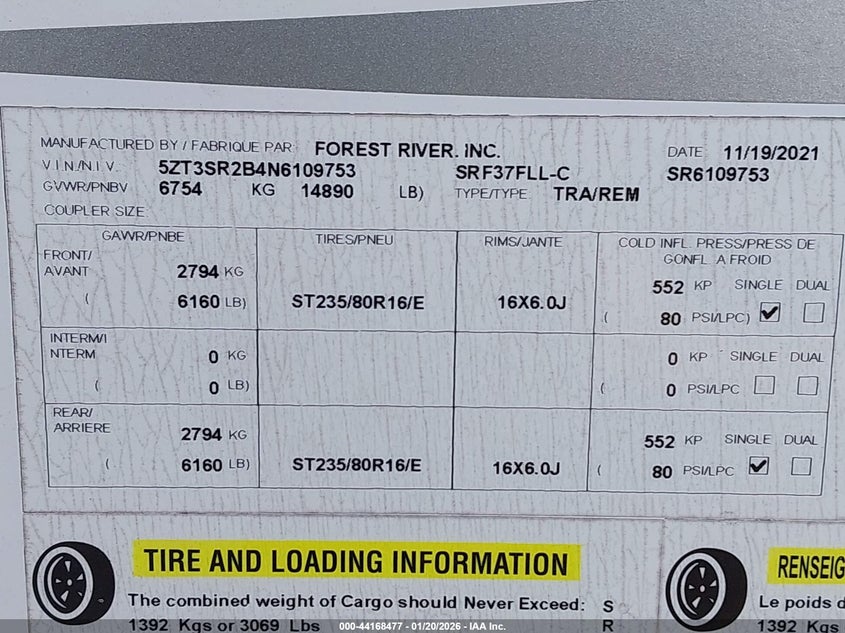 MANUFACTURED BY / FABRIQUE PAR: FOREST RIVER. INC. DATE 11/19/2021
V.I.N./N.I.V. 5ZT3SR2B4N6109753 SRF37FLL-C SR6109753
GVWR/PNBV 6754 KG 14890 LB) TYPE/TYPE TRA/REM
COUPLER SIZE:
GAWR/PNBE TIRES/PNEU RIMS/JANTE COLD INFL. PRESS/PRESS DE
GONFL. A FROID
FRONT/
AVANT 2794 KG 552 KP SINGLE DUAL
( 6160 LB) ST235/80R16/E 16X6.0J ( 80 PSI/LPC)
INTERM/I
NTERM 0 KG 0 KP SINGLE DUAL
( 0 LB) ( 0 PSI/LPC
REAR/
ARRIERE 2794 KG 552 KP SINGLE DUAL
( 6160 LB) ST235/80R16/E 16X6.0J ( 80 PSI/LPC
TIRE AND LOADING INFORMATION RENSEIG
The combined weight of Cargo should Never Exceed: S Le poids d
1392 Kgs or 3069 Lbs R 1392 Kgs
000-44168477 - 01/20/2026 - IAA Inc.